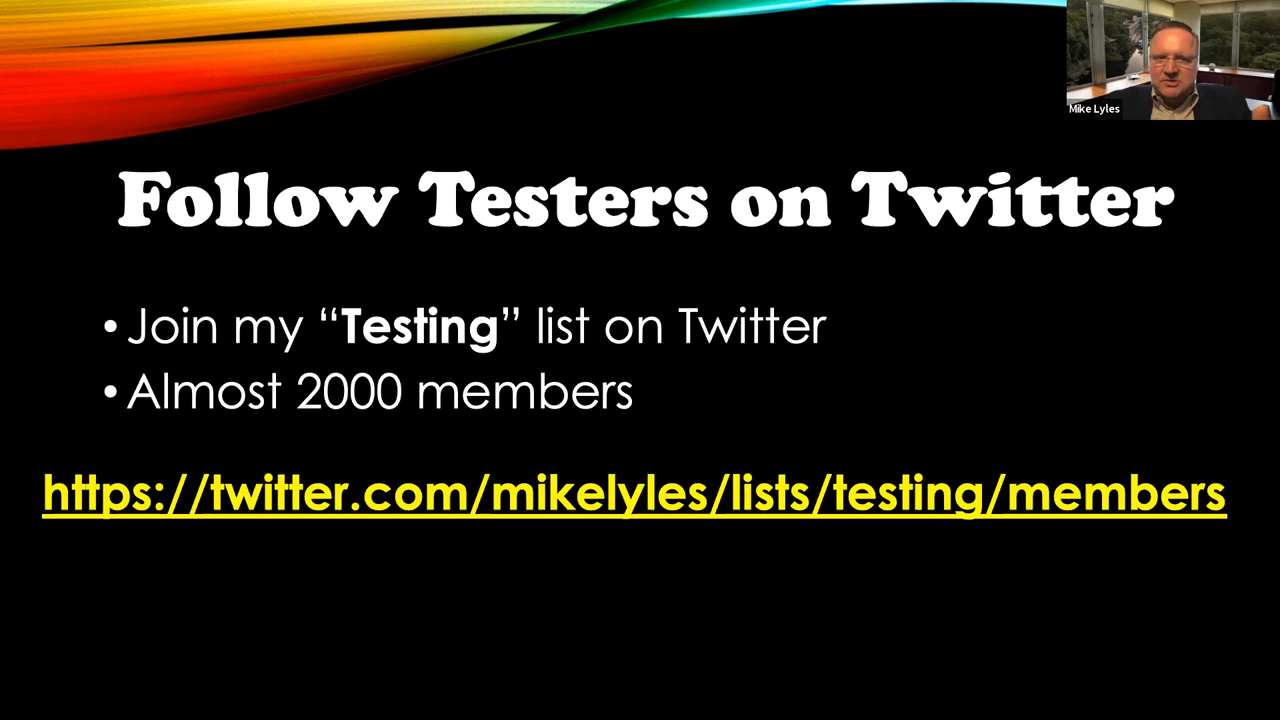 Mike Lyles
Follow Testers on Twitter
• Join my “Testing” list on Twitter
• Almost 2000 members
https://twitter.com/mikelyles/lists/testing/members